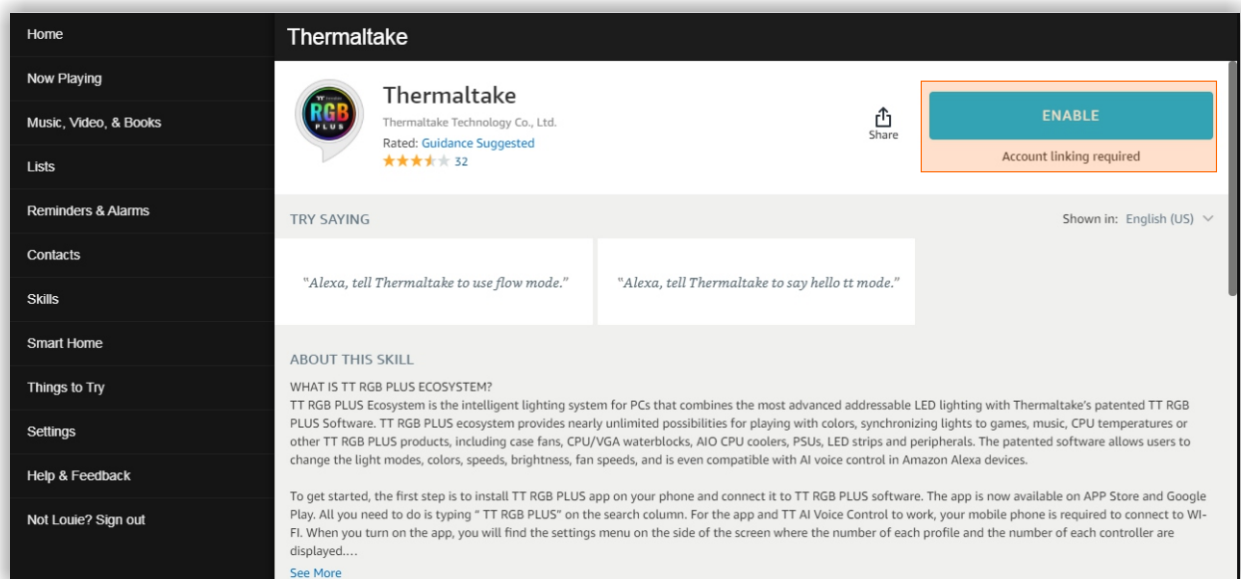 Home
Now Playing
Music, Video, & Books
Lists
Reminders & Alarms
Contacts
Skills
Smart Home
Things to Try
Settings
Help & Feedback
Not Louie? Sign out
Thermaltake
RGB
PLUS
Thermaltake
Thermaltake Technology Co., Ltd.
Rated: Guidance Suggested
32
Share
ENABLE
Account linking required
TRY SAYING
Shown in: English (US)
"Alexa, tell Thermaltake to use flow mode."
"Alexa, tell Thermaltake to say hello tt mode."
ABOUT THIS SKILL
WHAT IS TT RGB PLUS ECOSYSTEM?
TT RGB PLUS Ecosystem is the intelligent lighting system for PCs that combines the most advanced addressable LED lighting with Thermaltake's patented TT RGB
PLUS Software. TT RGB PLUS ecosystem provides nearly unlimited possibilities for playing with colors, synchronizing lights to games, music, CPU temperatures or
other TT RGB PLUS products, including case fans, CPU/VGA waterblocks, AIO CPU coolers, PSUs, LED strips and peripherals. The patented software allows users to
change the light modes, colors, speeds, brightness, fan speeds, and is even compatible with AI voice control in Amazon Alexa devices.
To get started, the first step is to install TT RGB PLUS app on your phone and connect it to TT RGB PLUS software. The app is now available on APP Store and Google
Play. All you need to do is typing " TT RGB PLUS" on the search column. For the app and TT AI Voice Control to work, your mobile phone is required to connect to WI-
FI. When you turn on the app, you will find the settings menu on the side of the screen where the number of each profile and the number of each controller are
displayed....
See More